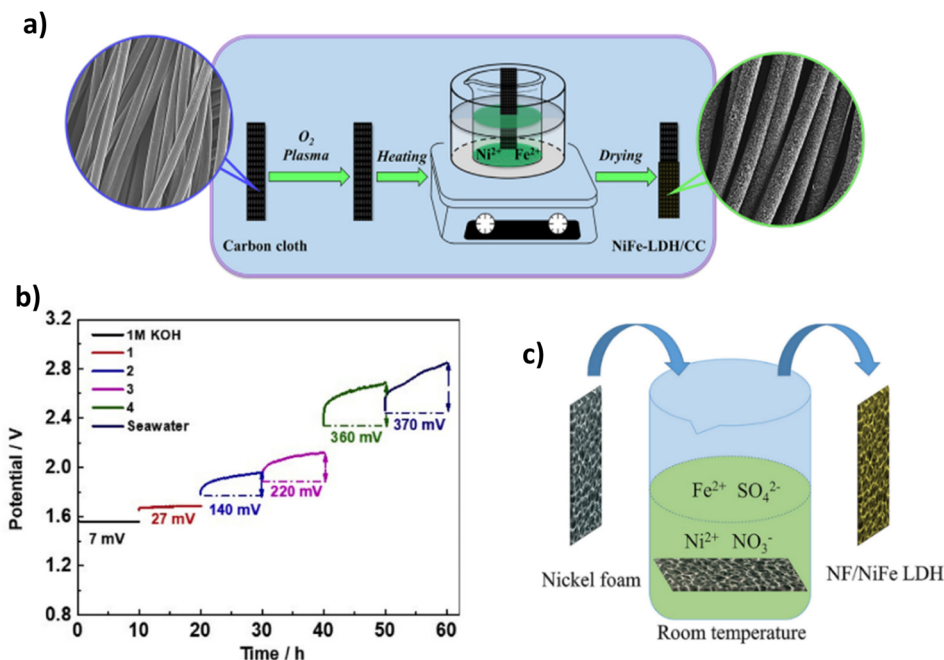 a)
O₂
Plasma
Heating
Ni²⁺ Fe²⁺
Drying
Carbon cloth
NiFe-LDH/CC
b)
3.2
2.8
2.4
2.0
1.6
1.2
0.8
Potential / V
1M KOH
1
2
3
4
Seawater
7 mV
27 mV
140 mV
220 mV
360 mV
370 mV
0 10 20 30 40 50 60
Time / h
c)
Fe²⁺ SO₄²⁻
Ni²⁺ NO₃⁻
Nickel foam
NF/NiFe LDH
Room temperature